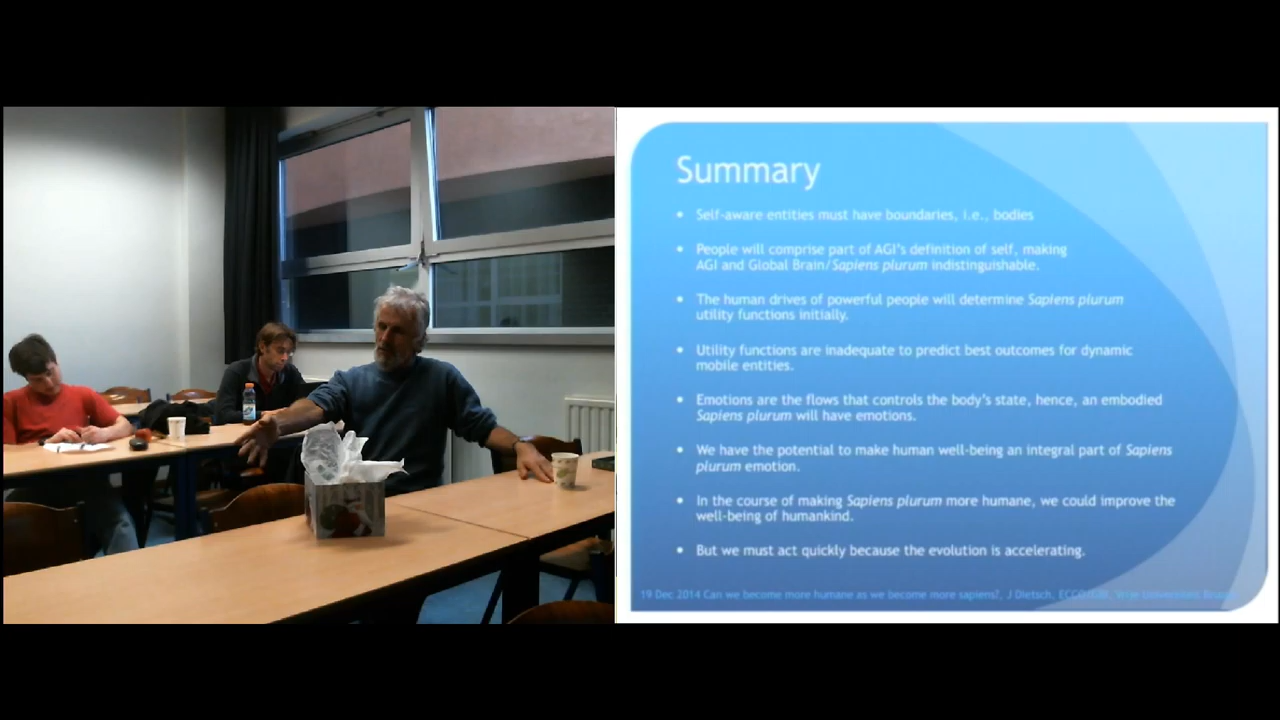 Summary
• Self-aware entities must have boundaries, i.e., bodies
• People will comprise part of AGI's definition of self, making
AGI and Global Brain/Sapiens plurum indistinguishable.
• The human drives of powerful people will determine Sapiens plurum
utility functions initially.
• Utility functions are inadequate to predict best outcomes for dynamic
mobile entities.
• Emotions are the flows that controls the body's state, hence, an embodied
Sapiens plurum will have emotions.
• We have the potential to make human well-being an integral part of Sapiens
plurum emotion.
• In the course of making Sapiens plurum more humane, we could improve the
well-being of humankind.
• But we must act quickly because the evolution is accelerating.
19 Dec 2014 Can we become more humane as we become more sapiens?, J Dietsch,